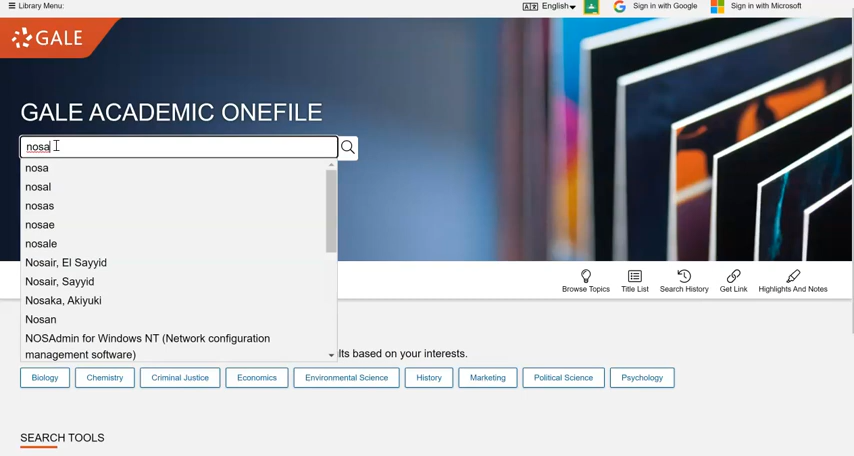 Library Menu:
English
Sign in with Google
Sign in with Microsoft
GALE
GALE ACADEMIC ONEFILE
nosa
nosa
nosal
nosas
nosae
nosale
Nosair, El Sayyid
Nosair, Sayyid
Nosaka, Akiyuki
Nosan
NOSAdmin for Windows NT (Network configuration
management software)
Browse Topics
Title List
Search History
Get Link
Highlights And Notes
lts based on your interests.
Biology
Chemistry
Criminal Justice
Economics
Environmental Science
History
Marketing
Political Science
Psychology
SEARCH TOOLS